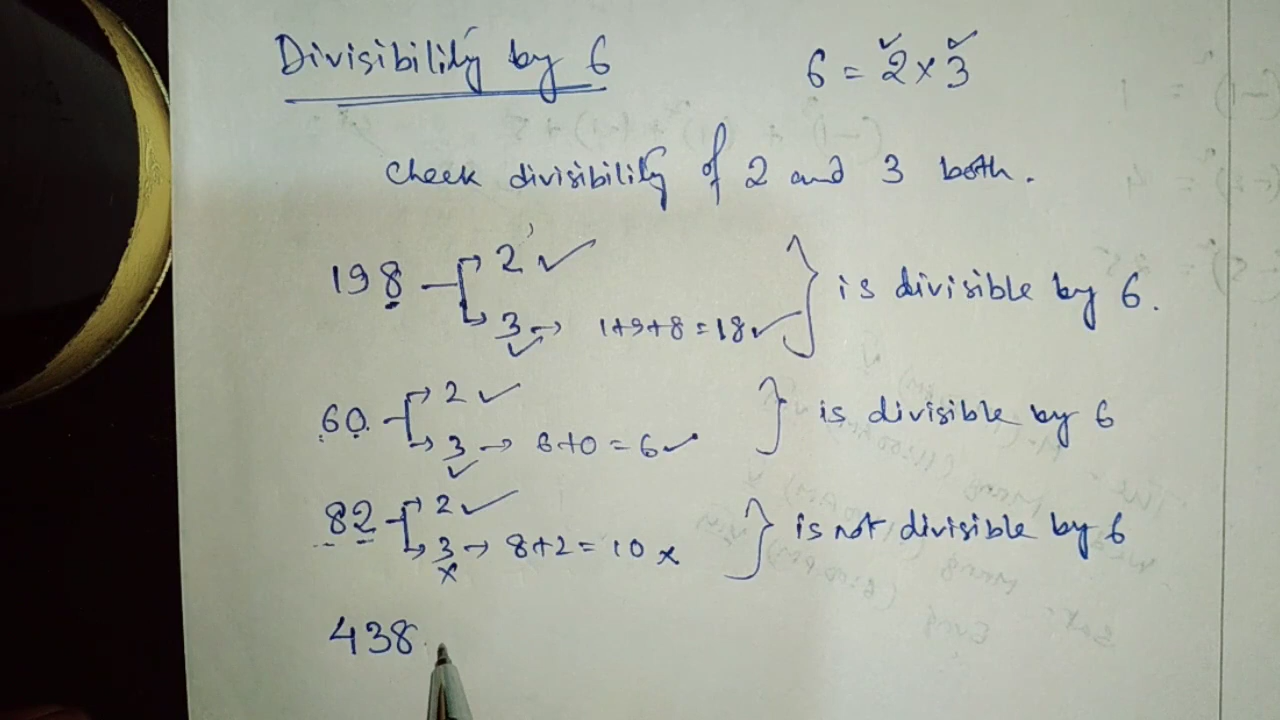 Divisibility by 6 6 = 2 × 3
Check divisibility of 2 and 3 both.
198 → 2 ✓
→ 3 → 1+9+8 = 18 ✓ } is divisible by 6.
60 → 2 ✓
→ 3 → 6+0 = 6 ✓ } is divisible by 6
82 → 2 ✓
→ 3 → 8+2 = 10 × } is not divisible by 6
438